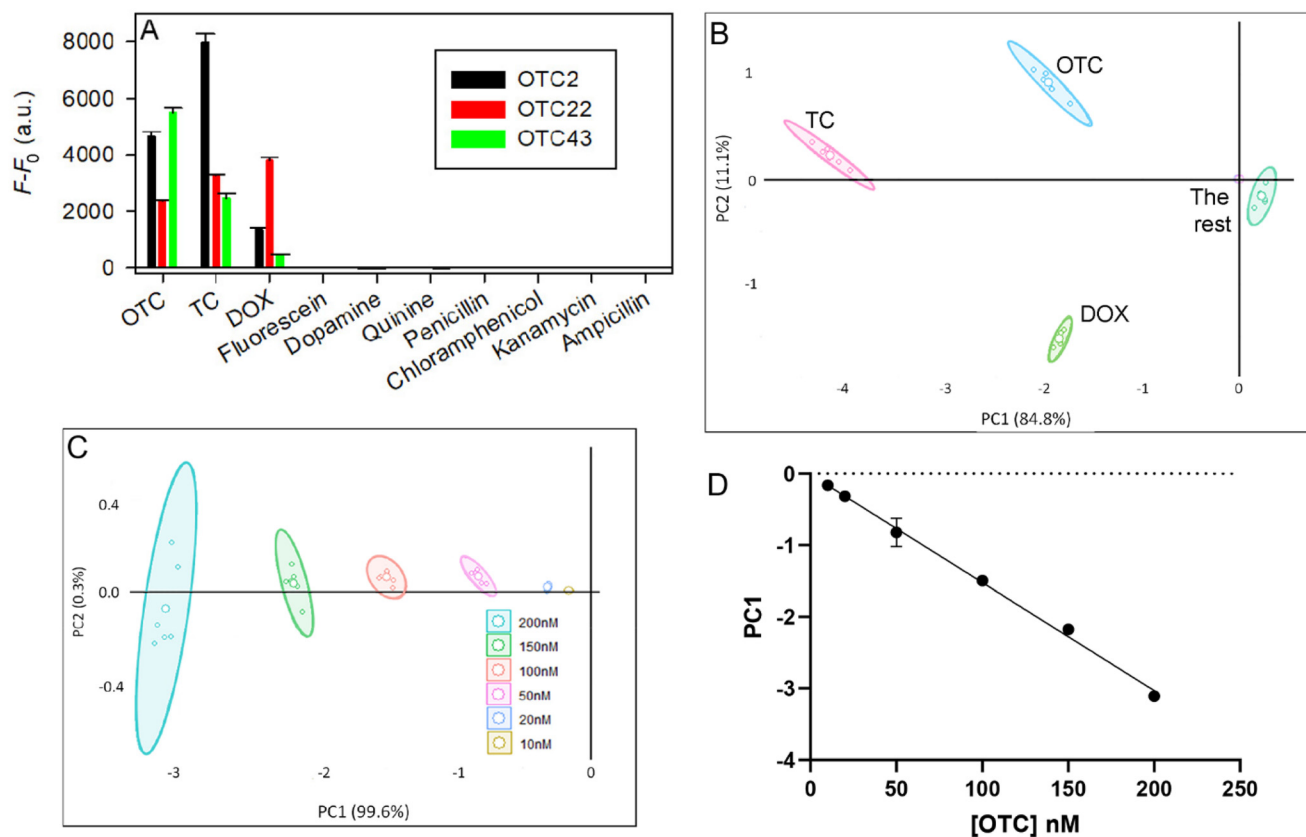 A
F-F0 (a.u.)
8000
6000
4000
2000
0
OTC2
OTC22
OTC43
OTC
TC
DOX
Fluorescein
Dopamine
Quinine
Penicillin
Chloramphenicol
Kanamycin
Ampicillin
B
PC2 (11.1%)
1
0
-1
OTC
TC
The
rest
DOX
-4
-3
-2
-1
0
PC1 (84.8%)
C
PC2 (0.3%)
0.4
0.0
-0.4
200nM
150nM
100nM
50nM
20nM
10nM
-3
-2
-1
0
PC1 (99.6%)
D
PC1
0
-1
-2
-3
-4
0
50
100
150
200
250
[OTC] nM